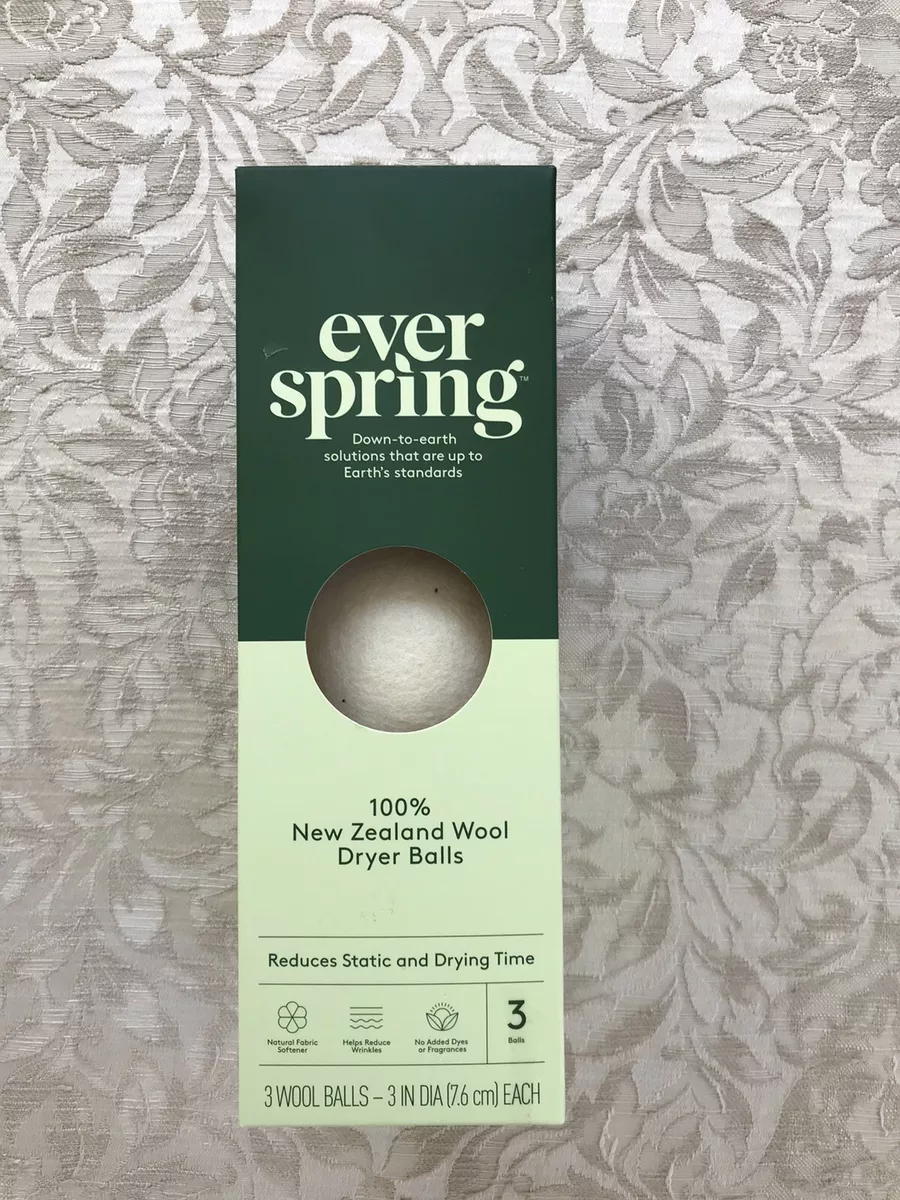 ever
spring™
Down-to-earth
solutions that are up to
Earth's standards
100%
New Zealand Wool
Dryer Balls
Reduces Static and Drying Time
Natural Fabric
Softener
Helps Reduce
Wrinkles
No Added Dyes
or Fragrances
3
Balls
3 WOOL BALLS – 3 IN DIA (7.6 cm) EACH